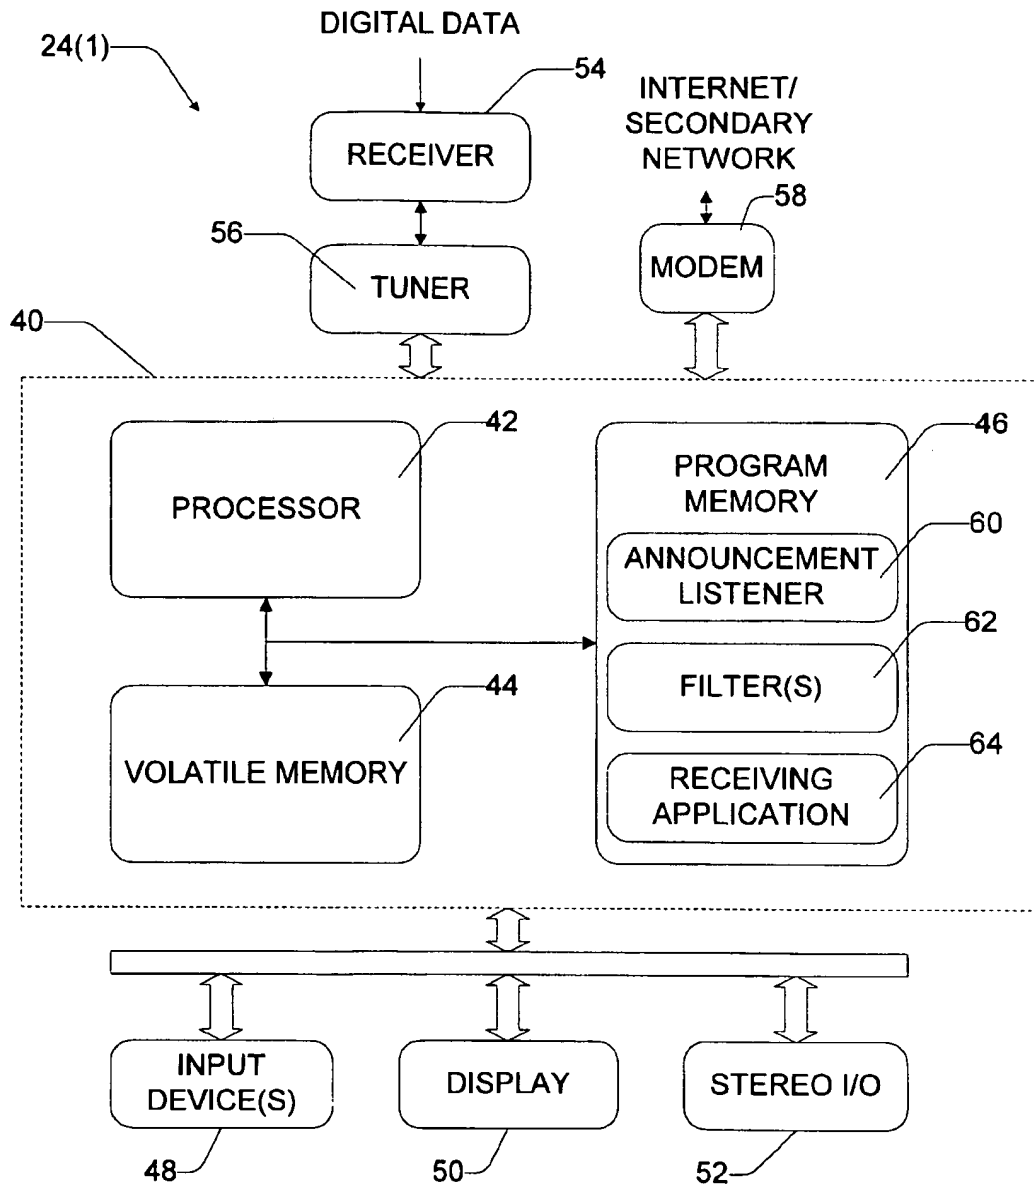 DIGITAL DATA
24(1)
54
INTERNET/
SECONDARY
NETWORK
RECEIVER
58
56
TUNER
MODEM
40
42
46
PROCESSOR
PROGRAM
MEMORY
60
ANNOUNCEMENT
LISTENER
62
FILTER(S)
44
VOLATILE MEMORY
64
RECEIVING
APPLICATION
INPUT
DEVICE(S)
DISPLAY
STEREO I/O
48
50
52